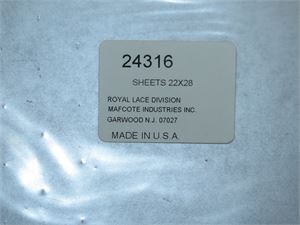 24316
SHEETS 22X28
ROYAL LACE DIVISION
MAFCOTE INDUSTRIES INC.
GARWOOD N.J. 07027
MADE IN U.S.A.